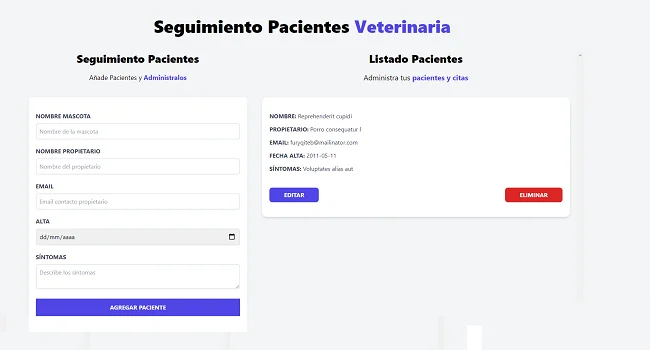 Seguimiento Pacientes Veterinaria
Seguimiento Pacientes
Añade Pacientes y Administralos
NOMBRE MASCOTA
Nombre de la mascota
NOMBRE PROPIETARIO
Nombre del propietario
EMAIL
Email contacto propietario
ALTA
dd/mm/aaaa
SÍNTOMAS
Describe los síntomas
AGREGAR PACIENTE
Listado Pacientes
Administra tus pacientes y citas
NOMBRE: Reprehenderit cupidi
PROPIETARIO: Porro consequatur f
EMAIL: furyqiteb@mailinator.com
FECHA ALTA: 2011-05-11
SÍNTOMAS: Voluptates alias aut
EDITAR
ELIMINAR